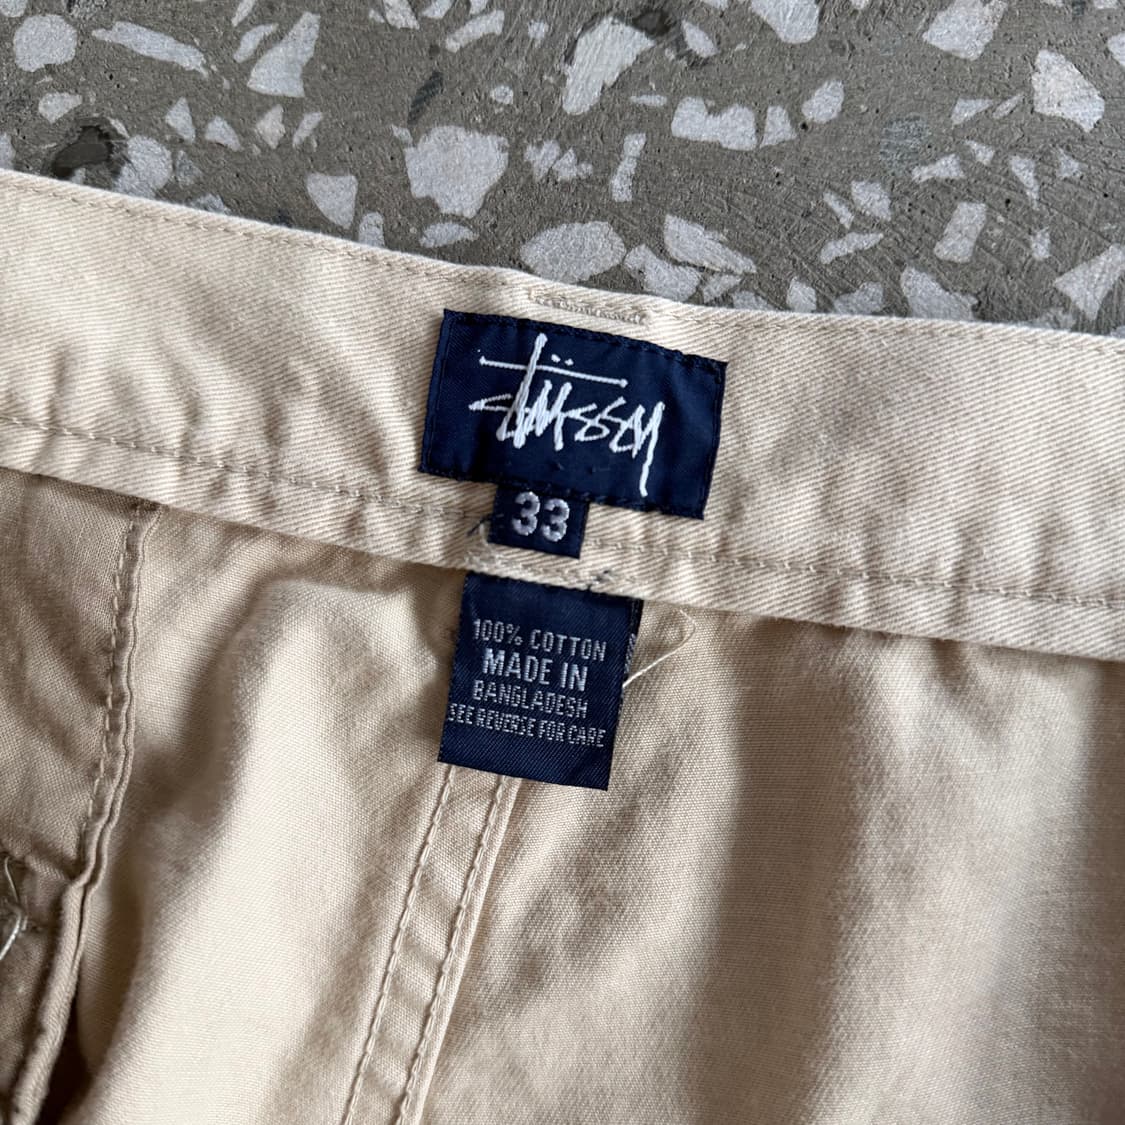 Stüssy
33
100% COTTON
MADE IN
BANGLADESH
SEE REVERSE FOR CARE